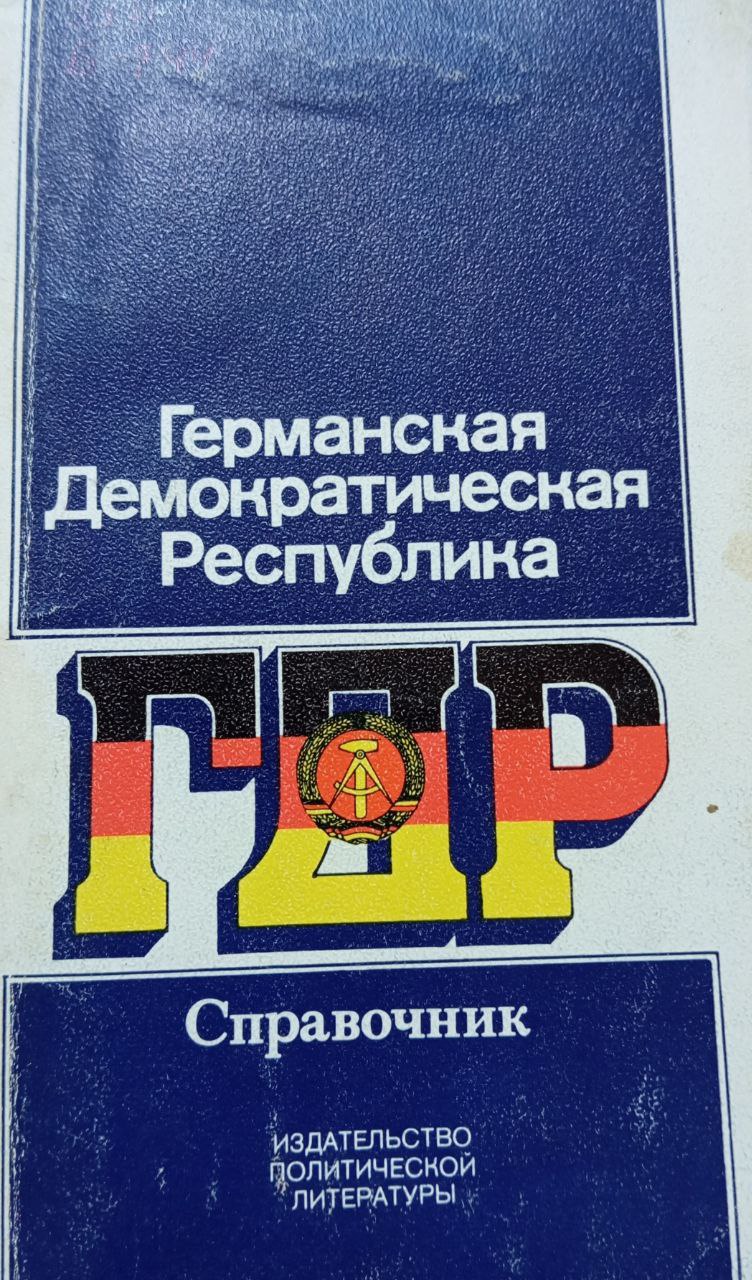 Германская
Демократическая
Республика
ГДР
Справочник
ИЗДАТЕЛЬСТВО
ПОЛИТИЧЕСКОЙ
ЛИТЕРАТУРЫ